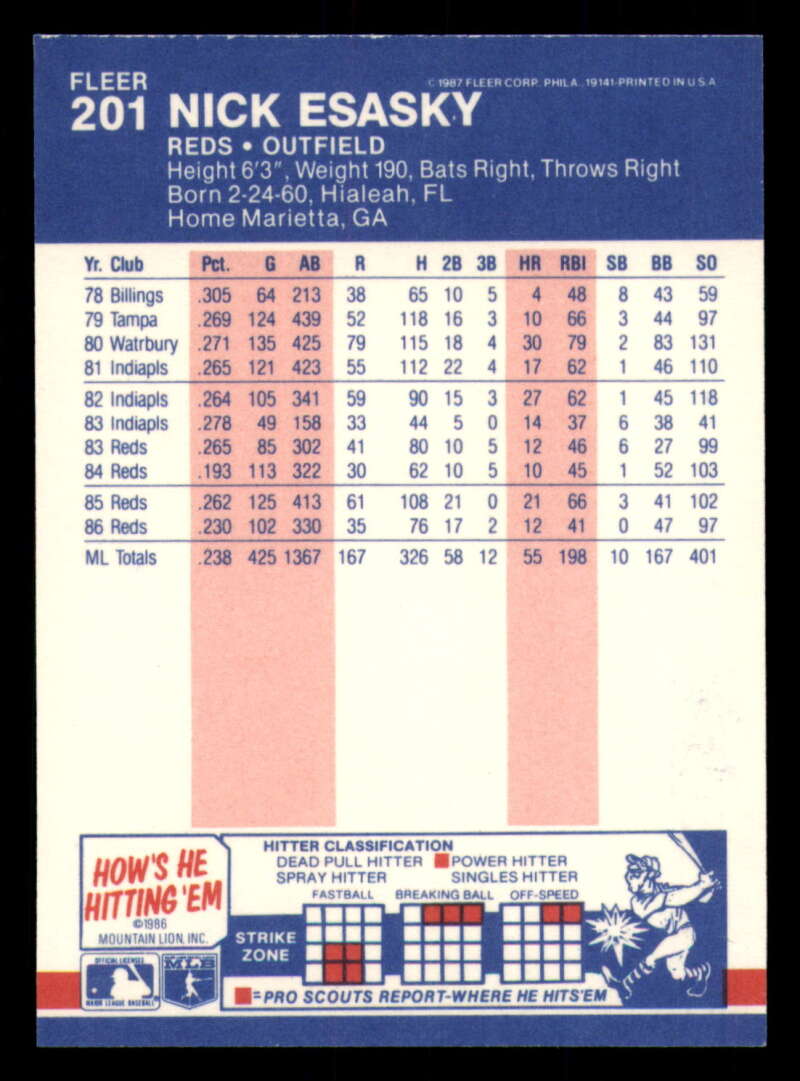 FLEER
© 1987 FLEER CORP. PHILA. 19141-PRINTED IN U.S.A
201 NICK ESASKY
REDS • OUTFIELD
Height 6'3", Weight 190, Bats Right, Throws Right
Born 2-24-60, Hialeah, FL
Home Marietta, GA
Yr. Club Pct. G AB R H 2B 3B HR RBI SB BB SO
78 Billings .305 64 213 38 65 10 5 4 48 8 43 59
79 Tampa .269 124 439 52 118 16 3 10 66 3 44 97
80 Watrbury .271 135 425 79 115 18 4 30 79 2 83 131
81 Indiapls .265 121 423 55 112 22 4 17 62 1 46 110
82 Indiapls .264 105 341 59 90 15 3 27 62 1 45 118
83 Indiapls .278 49 158 33 44 5 0 14 37 6 38 41
83 Reds .265 85 302 41 80 10 5 12 46 6 27 99
84 Reds .193 113 322 30 62 10 5 10 45 1 52 103
85 Reds .262 125 413 61 108 21 0 21 66 3 41 102
86 Reds .230 102 330 35 76 17 2 12 41 0 47 97
ML Totals .238 425 1367 167 326 58 12 55 198 10 167 401
HOW'S HE
HITTING 'EM
©1986
MOUNTAIN LION, INC.
OFFICIAL LICENSEE
MAJOR LEAGUE BASEBALL
MLB
HITTER CLASSIFICATION
DEAD PULL HITTER POWER HITTER
SPRAY HITTER SINGLES HITTER
FASTBALL BREAKING BALL OFF-SPEED
STRIKE
ZONE
=PRO SCOUTS REPORT-WHERE HE HITS'EM